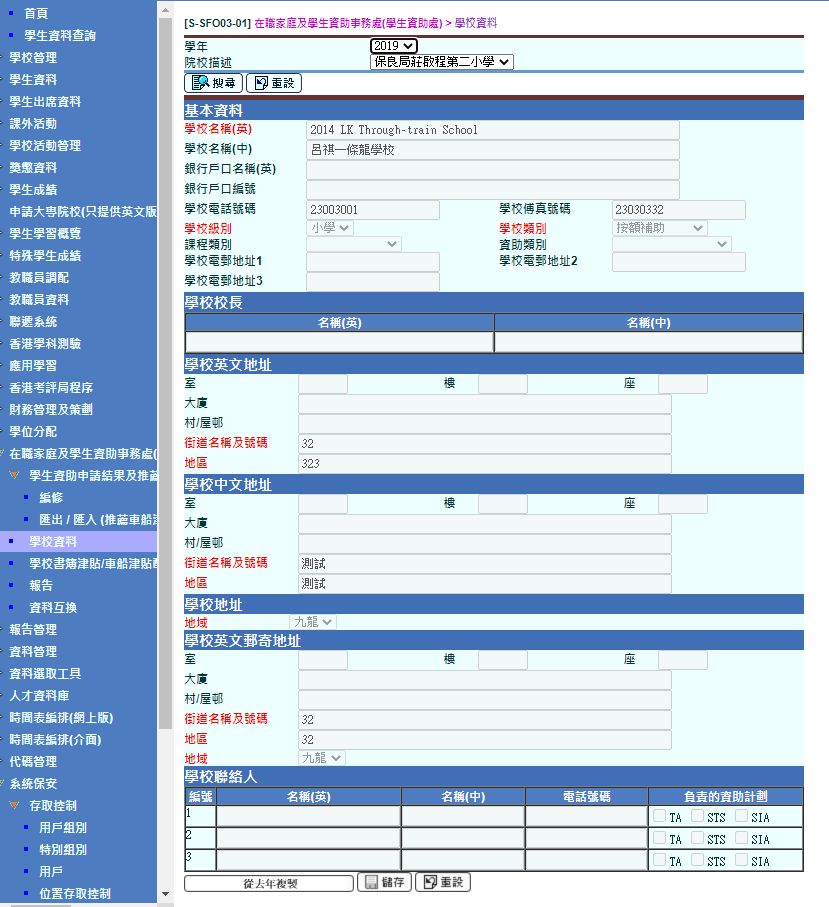 首頁
學生資料查詢
學校管理
學生資料
學生出席資料
課外活動
學校活動管理
獎懲資料
學生成績
申請大專院校(只提供英文版
學生學習概覽
特殊學生成績
教職員調配
教職員資料
聯遞系統
香港學科測驗
應用學習
香港考評局程序
財務管理及策劃
學位分配
在職家庭及學生資助事務處(
學生資助申請結果及推薦
編修
匯出 / 匯入 (推薦車船津
學校資料
學校書簿津貼/車船津貼
報告
資料互換
報告管理
資料管理
資料選取工具
人才資料庫
時間表編排(網上版)
時間表編排(介面)
代碼管理
系統保安
存取控制
用戶組別
特別組別
用戶
位置存取控制
[S-SFO03-01] 在職家庭及學生資助事務處(學生資助處) > 學校資料
學年 2019
院校描述 保良局莊啟程第二小學
搜尋 重設
基本資料
學校名稱(英) 2014 LK Through-train School
學校名稱(中) 呂祺一條龍學校
銀行戶口名稱(英)
銀行戶口編號
學校電話號碼 23003001 學校傳真號碼 23030332
學校級別 小學 學校類別 按額補助
課程類別 資助類別
學校電郵地址1 學校電郵地址2
學校電郵地址3
學校校長
名稱(英) 名稱(中)
學校英文地址
室 樓 座
大廈
村/屋邨
街道名稱及號碼 32
地區 323
學校中文地址
室 樓 座
大廈
村/屋邨
街道名稱及號碼 測試
地區 測試
學校地址
地域 九龍
學校英文郵寄地址
室 樓 座
大廈
村/屋邨
街道名稱及號碼 32
地區 32
地域 九龍
學校聯絡人
編號 名稱(英) 名稱(中) 電話號碼 負責的資助計劃
1 TA STS SIA
2 TA STS SIA
3 TA STS SIA
從去年複製 儲存 重設